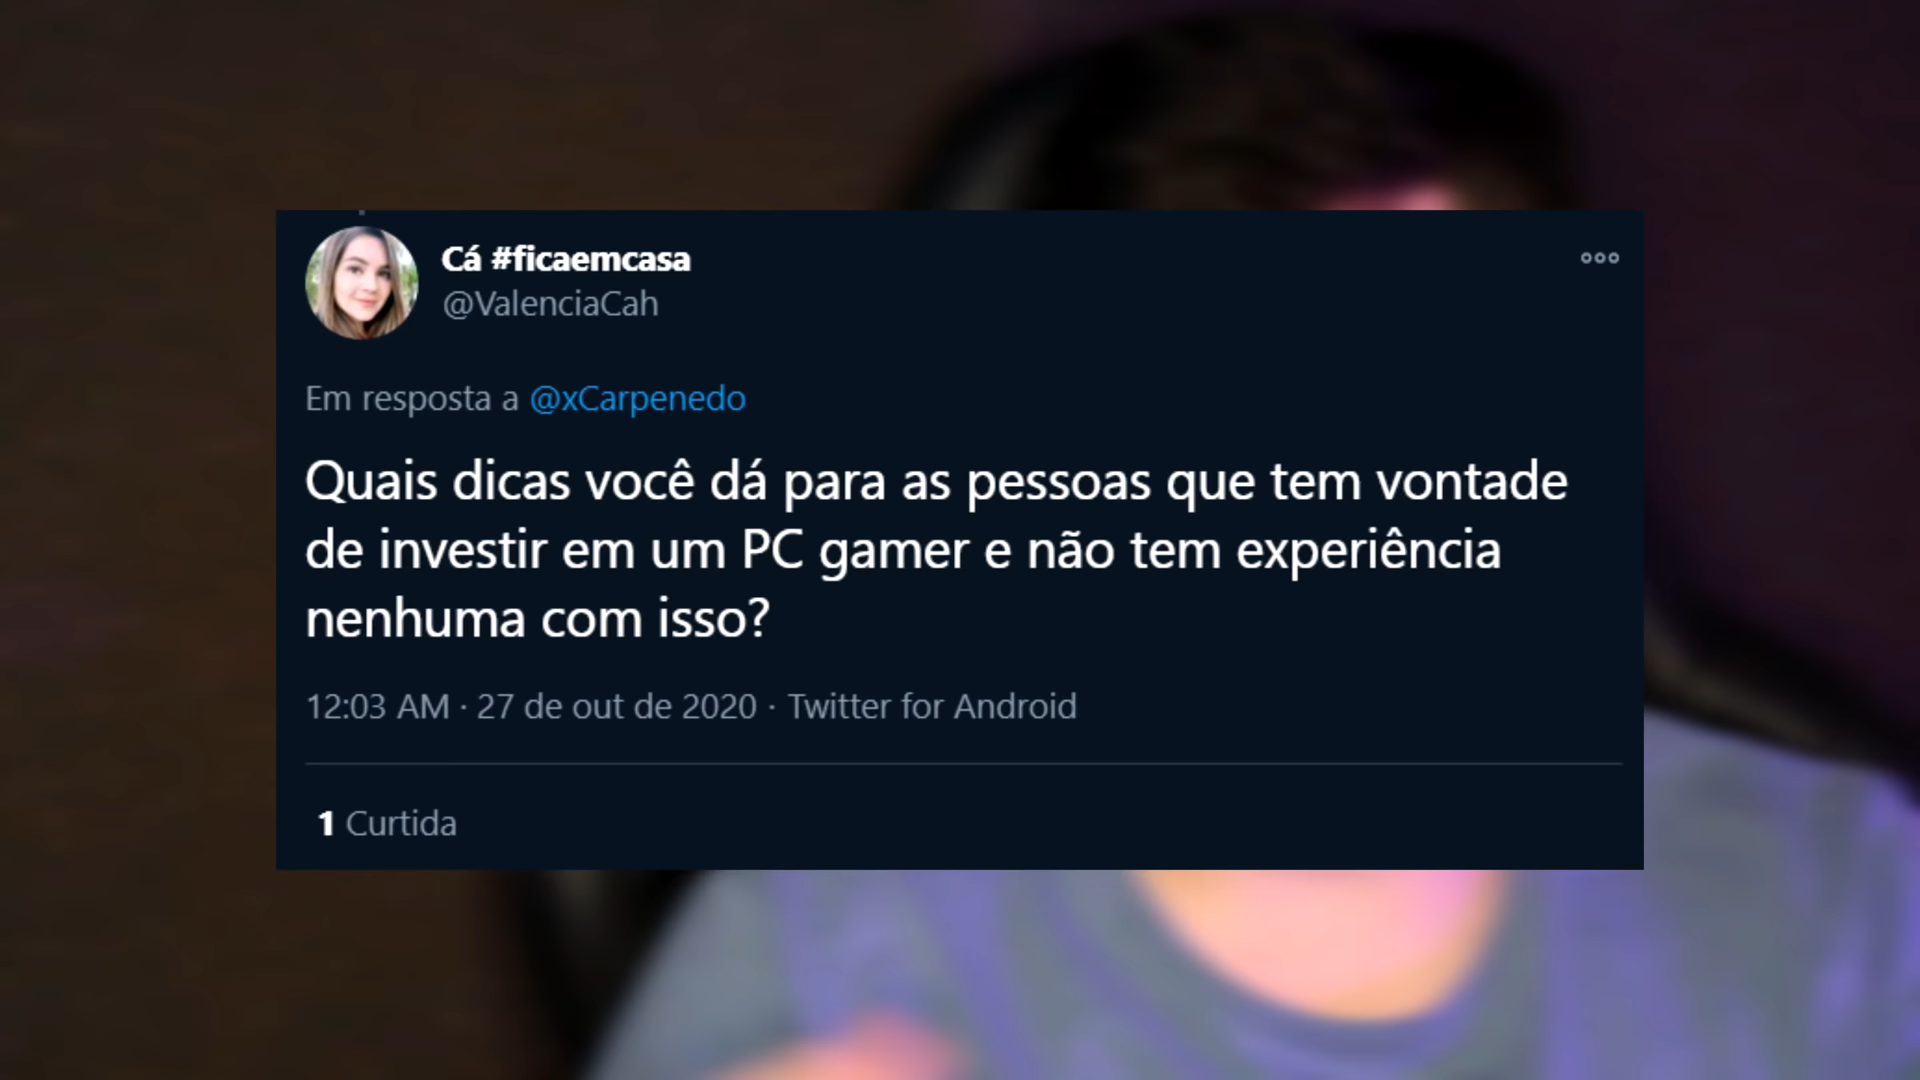 Cá #ficaemcasa
@ValenciaCah
Em resposta a @xCarpenedo
Quais dicas você dá para as pessoas que tem vontade
de investir em um PC gamer e não tem experiência
nenhuma com isso?
12:03 AM · 27 de out de 2020 · Twitter for Android
1 Curtida